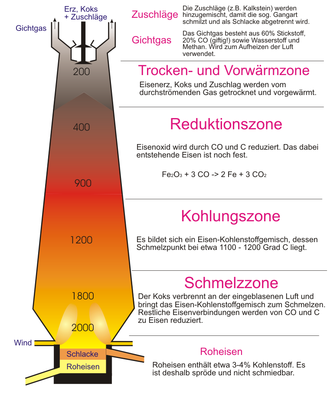 Erz, Koks
+ Zuschläge
Gichtgas
Gichtgas
Zuschläge
Die Zuschläge (z.B. Kalkstein) werden
hinzugemischt, damit die sog. Gangart
schmilzt und als Schlacke abgetrennt wird.
Gichtgas
Das Gichtgas besteht aus 60% Stickstoff,
20% CO (giftig!) sowie Wasserstoff und
Methan. Wird zum Aufheizen der Luft
verwendet.
200
Trocken- und Vorwärmzone
Eisenerz, Koks und Zuschlag werden vom
durchströmenden Gas getrocknet und vorgewärmt.
400
Reduktionszone
Eisenoxid wird durch CO und C reduziert. Das dabei
entstehende Eisen ist noch fest.
Fe₂O₃ + 3 CO -> 2 Fe + 3 CO₂
900
Kohlungszone
1200
Es bildet sich ein Eisen-Kohlenstoffgemisch, dessen
Schmelzpunkt bei etwa 1100 - 1200 Grad C liegt.
Schmelzzone
1800
Der Koks verbrennt an der eingeblasenen Luft und
bringt das Eisen-Kohlenstoffgemisch zum Schmelzen.
Restliche Eisenverbindungen werden von CO und C
zu Eisen reduziert.
2000
Wind
Schlacke
Roheisen
Roheisen
Roheisen enthält etwa 3-4% Kohlenstoff. Es
ist deshalb spröde und nicht schmiedbar.